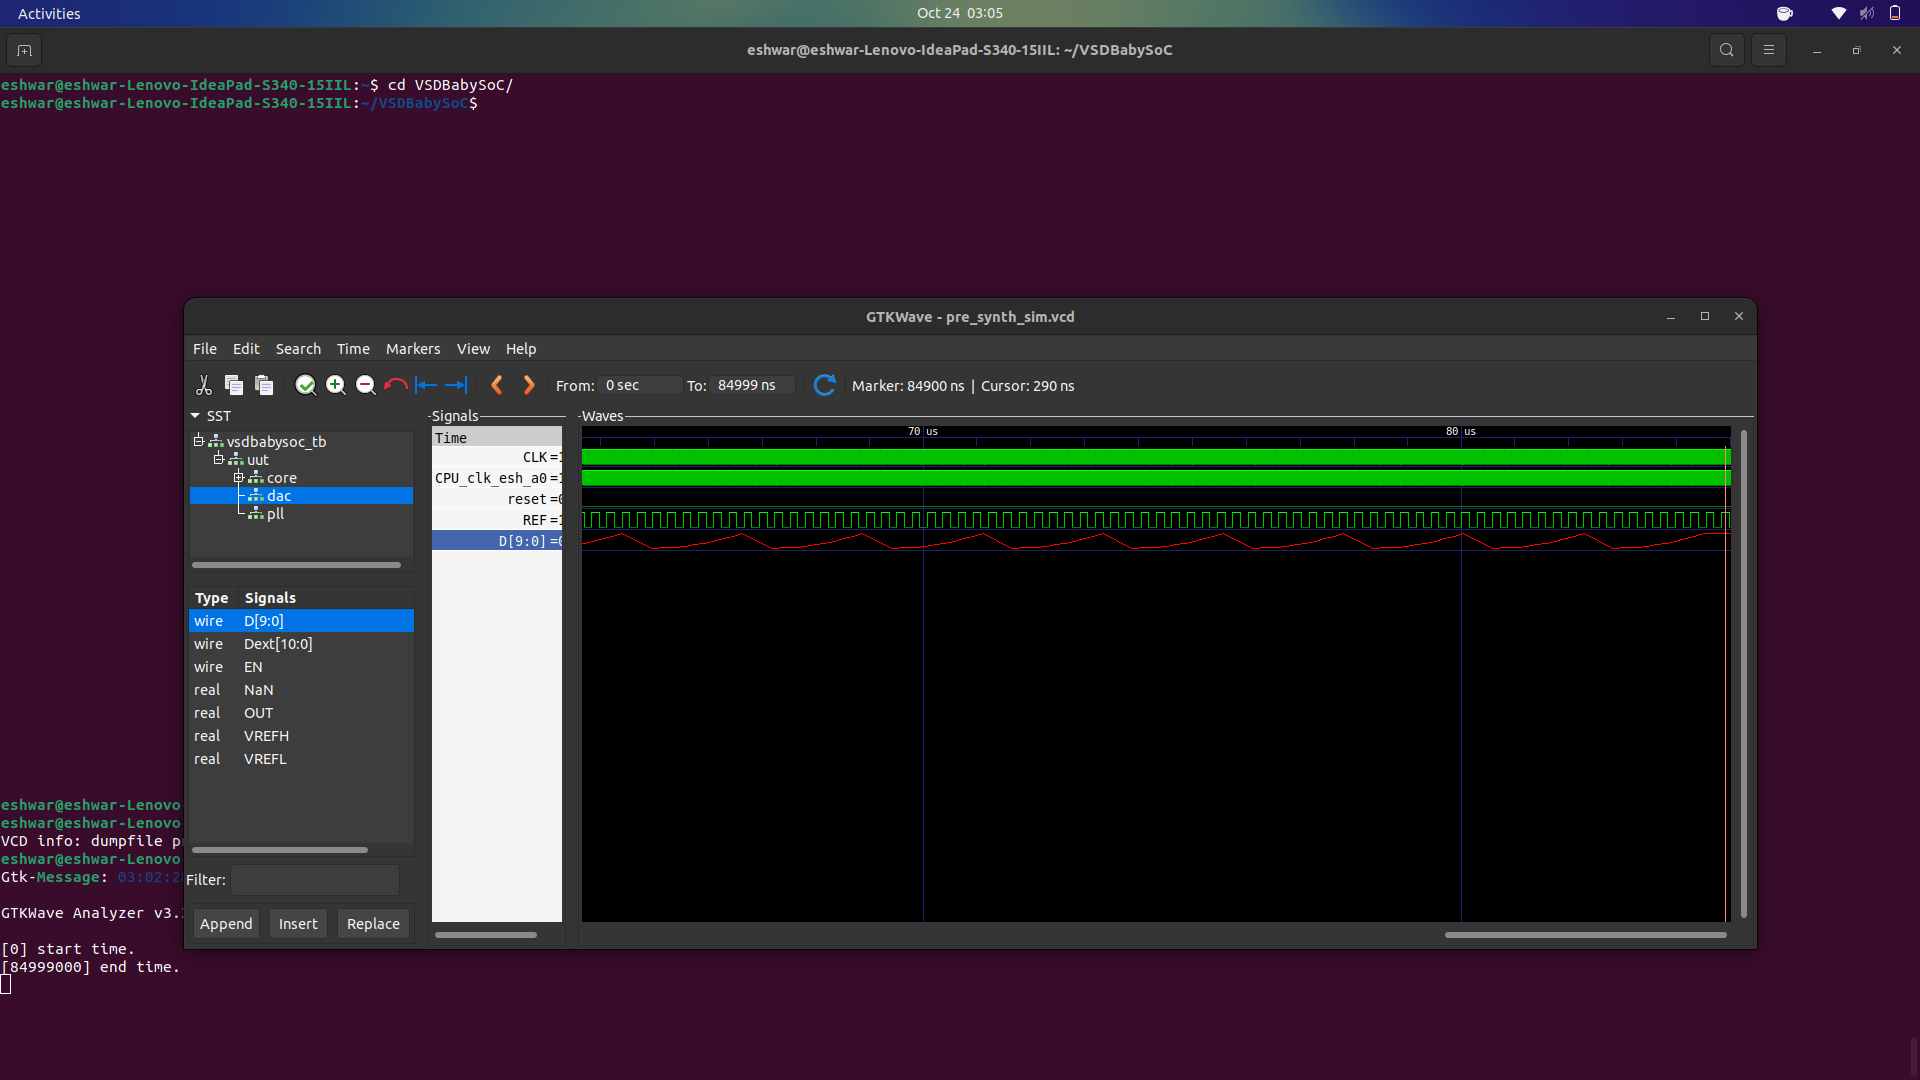 Activities
Oct 24 03:05
eshwar@eshwar-Lenovo-IdeaPad-S340-15IIL: ~/VSDBabySoC
eshwar@eshwar-Lenovo-IdeaPad-S340-15IIL:~$ cd VSDBabySoC/
eshwar@eshwar-Lenovo-IdeaPad-S340-15IIL:~/VSDBabySoC$
GTKWave - pre_synth_sim.vcd
File Edit Search Time Markers View Help
From: 0 sec To: 84999 ns Marker: 84900 ns | Cursor: 290 ns
SST
vsdbabysoc_tb
uut
core
dac
pll
Type Signals
wire D[9:0]
wire Dext[10:0]
wire EN
real NaN
real OUT
real VREFH
real VREFL
Filter:
Append Insert Replace
Signals
Time
CLK =1
CPU_clk_esh_a0 =1
reset =0
REF =1
D[9:0] =0
Waves
70 us 80 us
eshwar@eshwar-Lenovo
eshwar@eshwar-Lenovo
VCD info: dumpfile p
eshwar@eshwar-Lenovo
Gtk-Message: 03:02:2
GTKWave Analyzer v3.
[0] start time.
[84999000] end time.